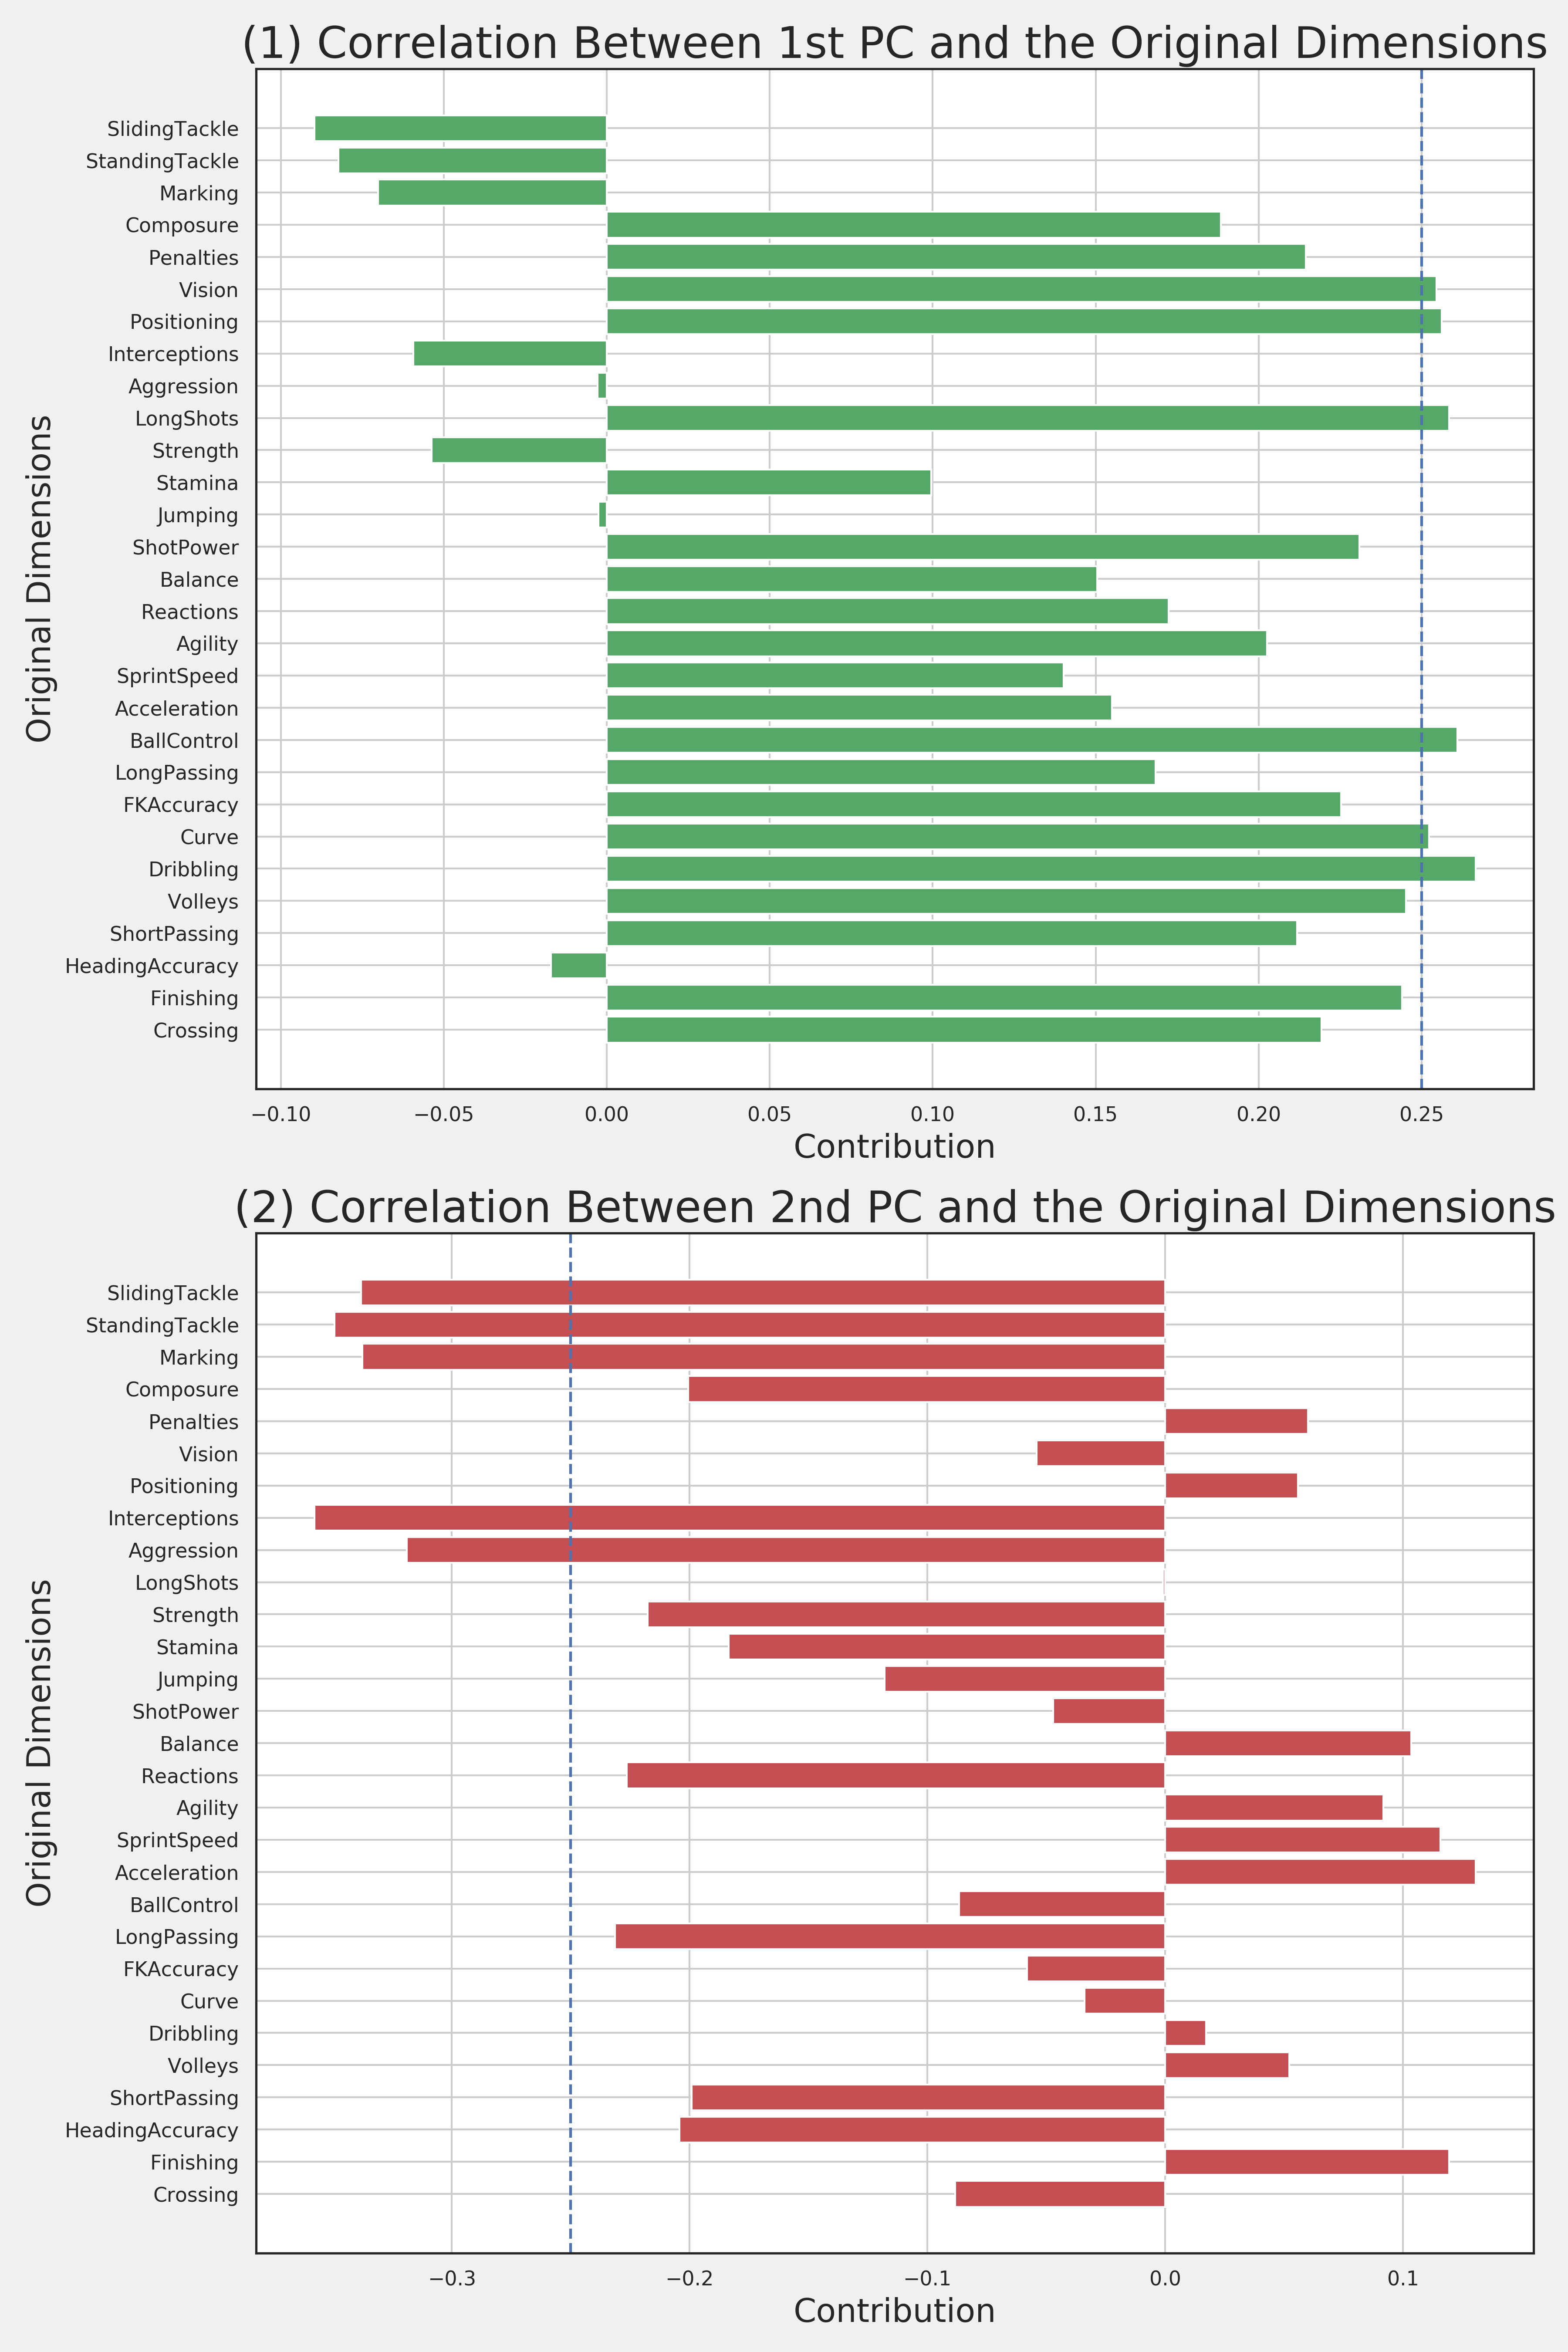 (1) Correlation Between 1st PC and the Original Dimensions
Original Dimensions
SlidingTackle
StandingTackle
Marking
Composure
Penalties
Vision
Positioning
Interceptions
Aggression
LongShots
Strength
Stamina
Jumping
ShotPower
Balance
Reactions
Agility
SprintSpeed
Acceleration
BallControl
LongPassing
FKAccuracy
Curve
Dribbling
Volleys
ShortPassing
HeadingAccuracy
Finishing
Crossing
−0.10 −0.05 0.00 0.05 0.10 0.15 0.20 0.25
Contribution
(2) Correlation Between 2nd PC and the Original Dimensions
Original Dimensions
SlidingTackle
StandingTackle
Marking
Composure
Penalties
Vision
Positioning
Interceptions
Aggression
LongShots
Strength
Stamina
Jumping
ShotPower
Balance
Reactions
Agility
SprintSpeed
Acceleration
BallControl
LongPassing
FKAccuracy
Curve
Dribbling
Volleys
ShortPassing
HeadingAccuracy
Finishing
Crossing
−0.3 −0.2 −0.1 0.0 0.1
Contribution